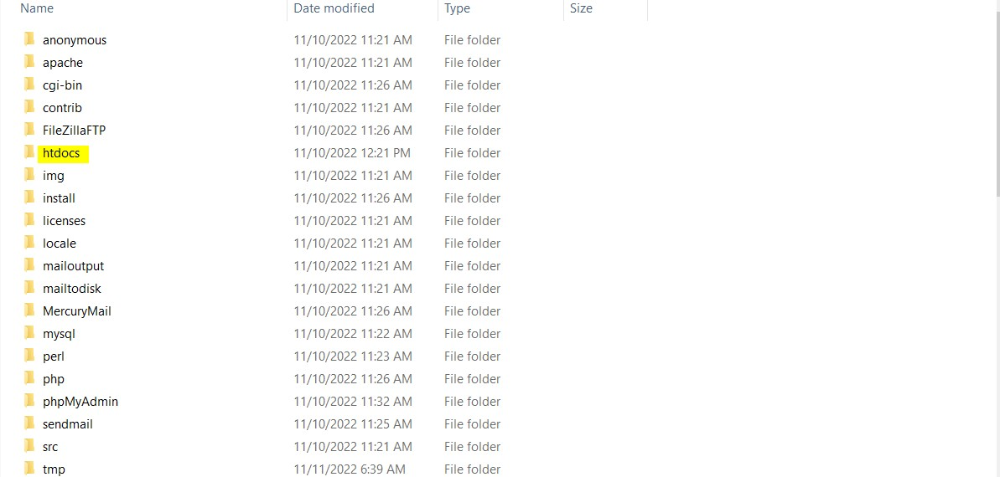 Name Date modified Type Size
anonymous 11/10/2022 11:21 AM File folder
apache 11/10/2022 11:21 AM File folder
cgi-bin 11/10/2022 11:26 AM File folder
contrib 11/10/2022 11:21 AM File folder
FileZillaFTP 11/10/2022 11:26 AM File folder
htdocs 11/10/2022 12:21 PM File folder
img 11/10/2022 11:21 AM File folder
install 11/10/2022 11:26 AM File folder
licenses 11/10/2022 11:21 AM File folder
locale 11/10/2022 11:21 AM File folder
mailoutput 11/10/2022 11:21 AM File folder
mailtodisk 11/10/2022 11:21 AM File folder
MercuryMail 11/10/2022 11:26 AM File folder
mysql 11/10/2022 11:22 AM File folder
perl 11/10/2022 11:23 AM File folder
php 11/10/2022 11:26 AM File folder
phpMyAdmin 11/10/2022 11:32 AM File folder
sendmail 11/10/2022 11:25 AM File folder
src 11/10/2022 11:21 AM File folder
tmp 11/11/2022 6:39 AM File folder